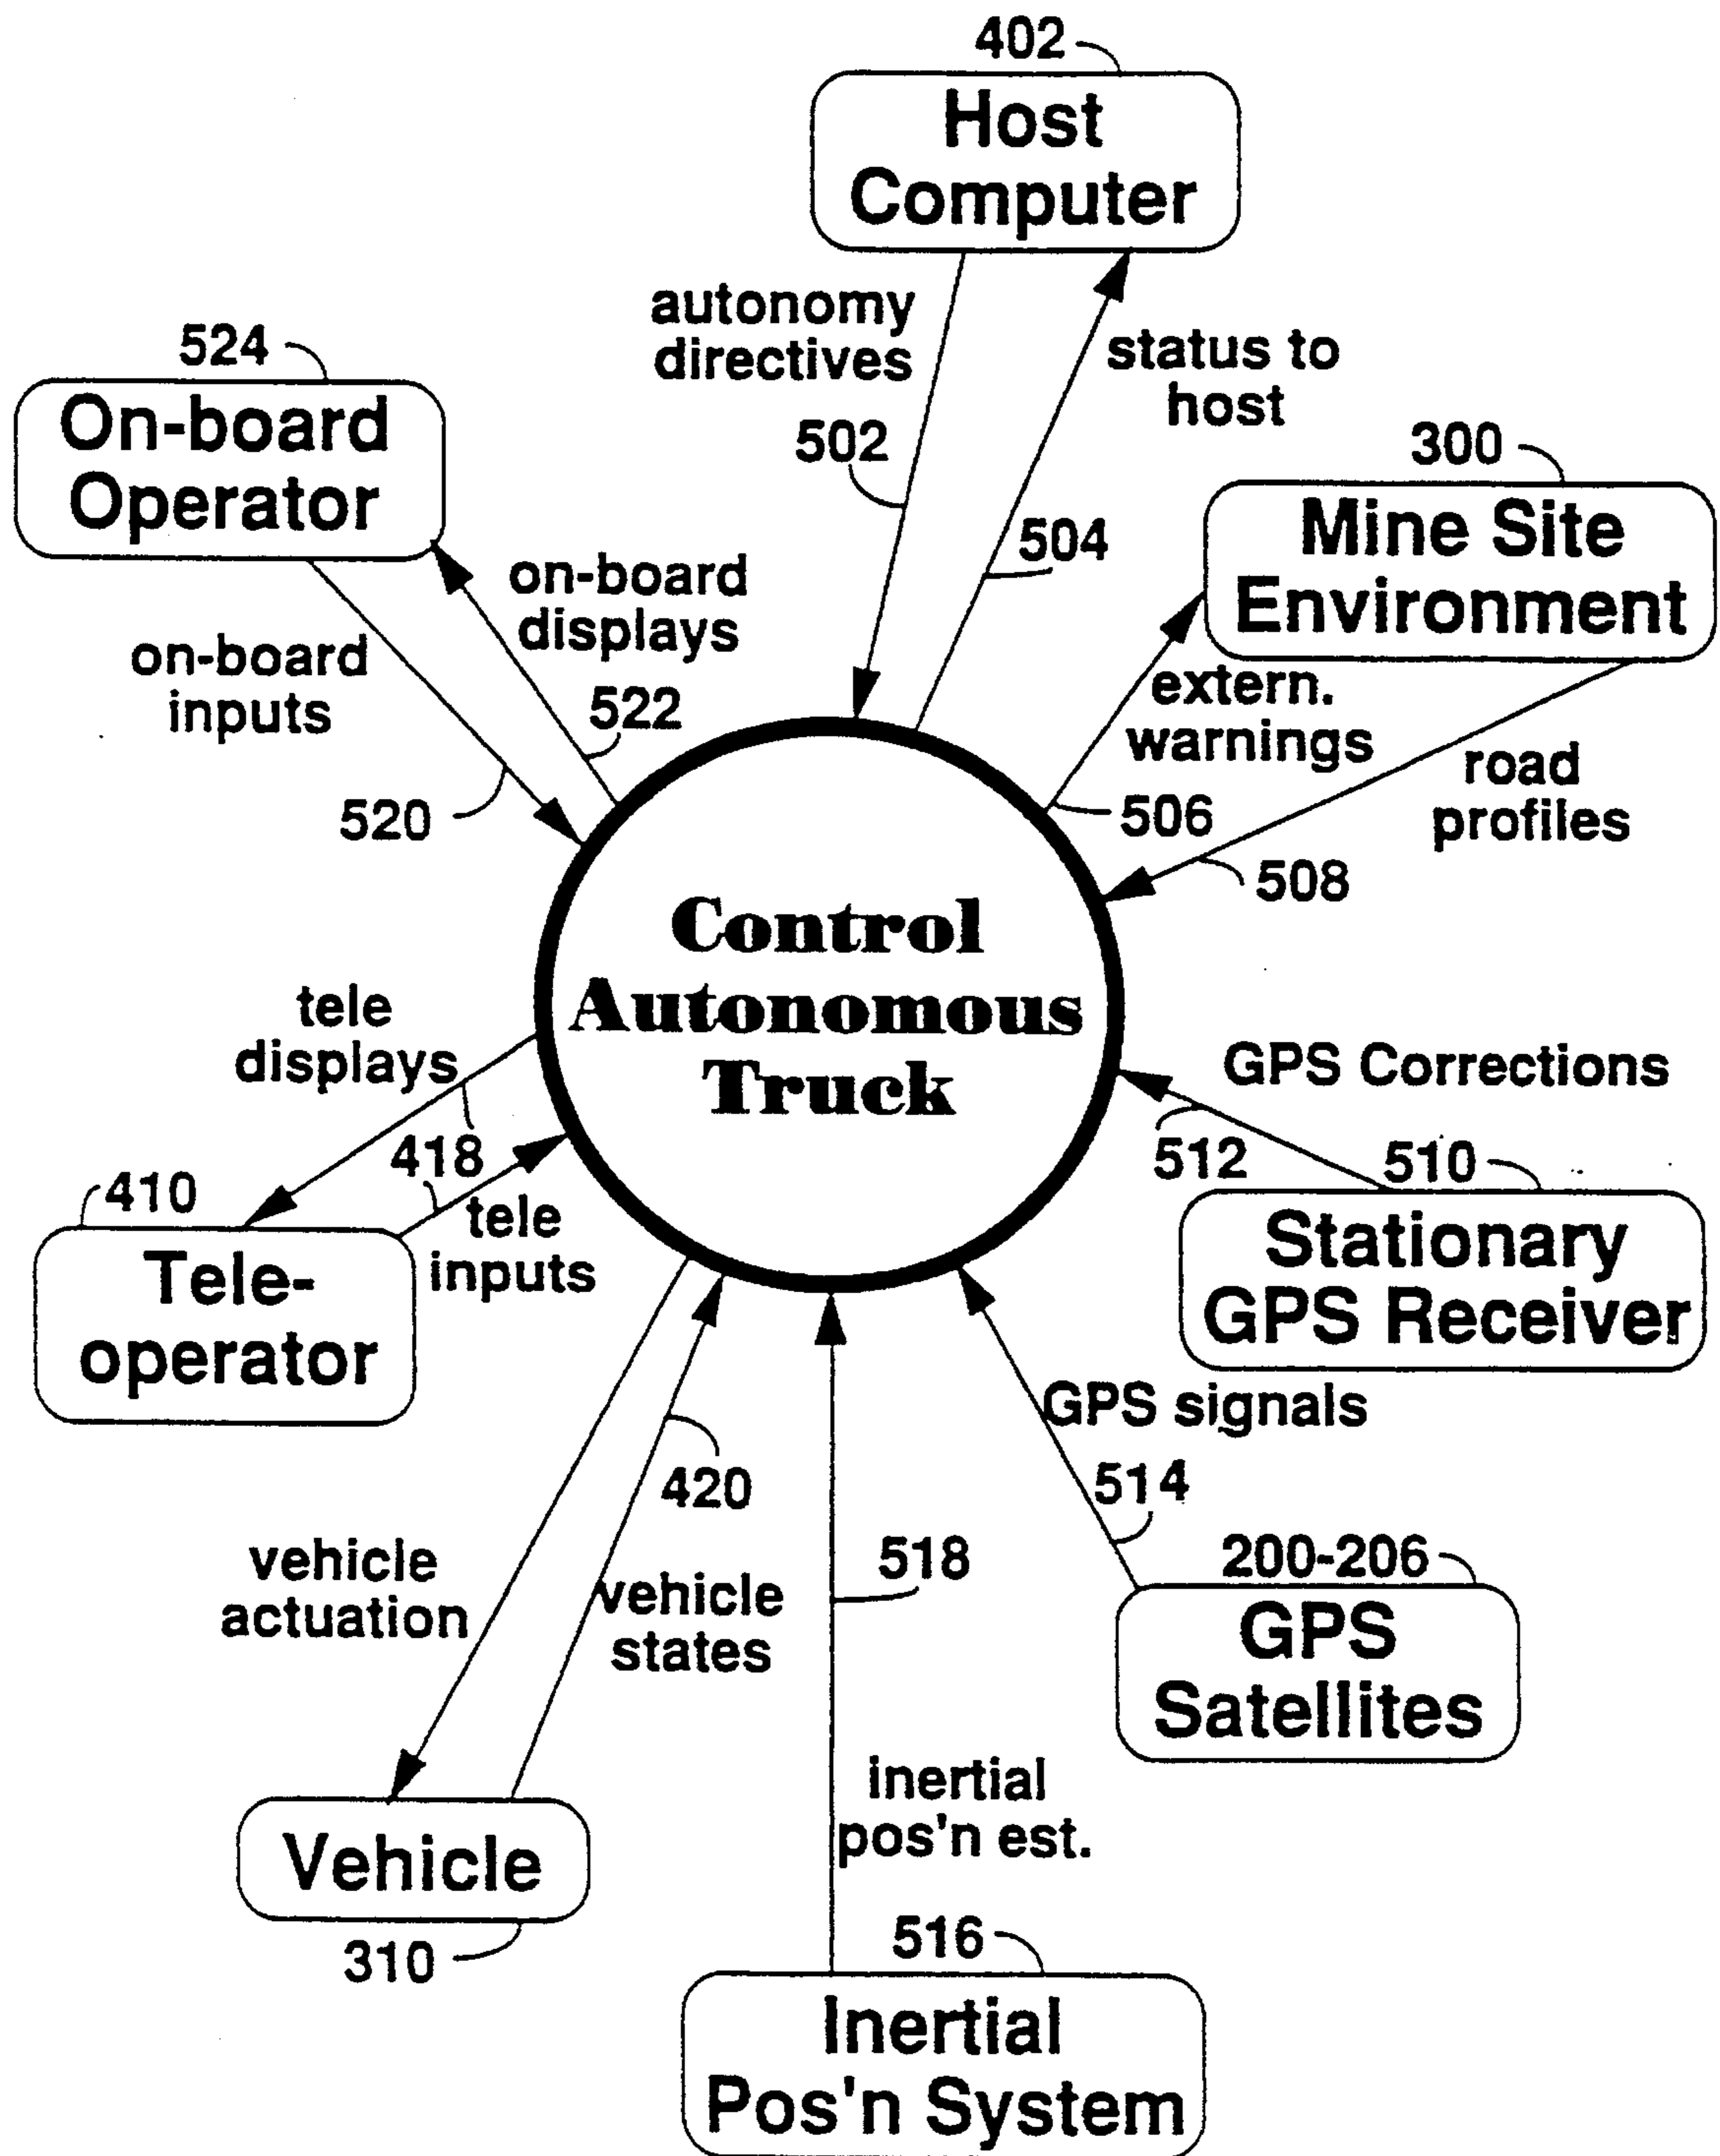 402
Host
Computer
autonomy
directives
status to
host
502
504
524
On-board
Operator
on-board
displays
on-board
inputs
522
520
300
Mine Site
Environment
extern.
warnings
506
road
profiles
508
Control
Autonomous
Truck
tele
displays
418
410
tele
inputs
Tele-
operator
GPS Corrections
512
510
Stationary
GPS Receiver
GPS signals
514
200-206
GPS
Satellites
420
vehicle
actuation
vehicle
states
518
Vehicle
310
inertial
pos'n est.
516
Inertial
Pos'n System